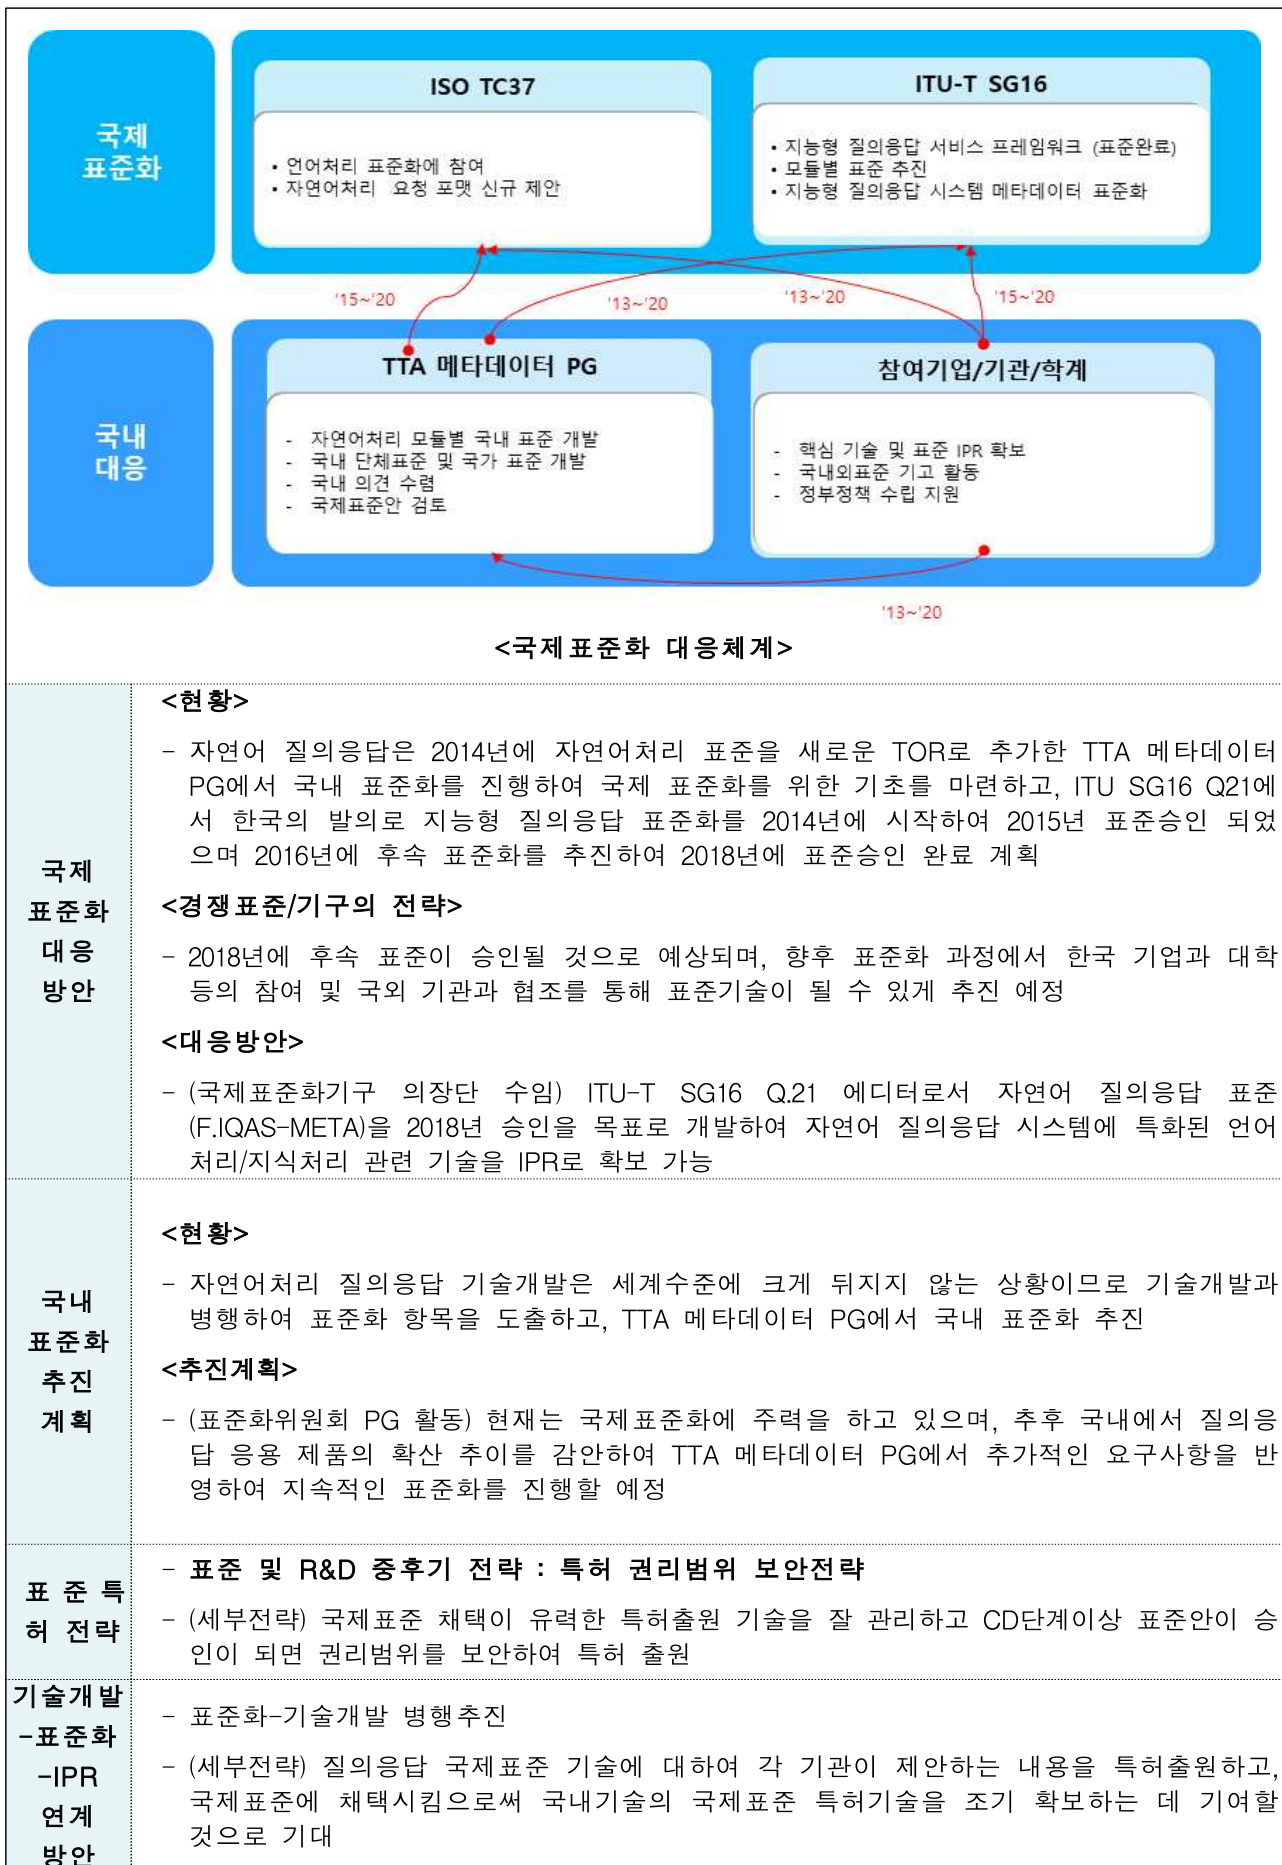 국제
표준화
ISO TC37
• 언어처리 표준화에 참여
• 자연어처리 요청 포맷 신규 제안
ITU-T SG16
• 지능형 질의응답 서비스 프레임워크 (표준완료)
• 모듈별 표준 추진
• 지능형 질의응답 시스템 메타데이터 표준화
'15~'20
'13~'20
'13~'20
'15~'20
국내
대응
TTA 메타데이터 PG
- 자연어처리 모듈별 국내 표준 개발
- 국내 단체표준 및 국가 표준 개발
- 국내 의견 수렴
- 국제표준안 검토
참여기업/기관/학계
- 핵심 기술 및 표준 IPR 확보
- 국내외표준 기고 활동
- 정부정책 수립 지원
'13~'20
<국제표준화 대응체계>
국제
표준화
대응
방안
<현황>
- 자연어 질의응답은 2014년에 자연어처리 표준을 새로운 TOR로 추가한 TTA 메타데이터
PG에서 국내 표준화를 진행하여 국제 표준화를 위한 기초를 마련하고, ITU SG16 Q21에
서 한국의 발의로 지능형 질의응답 표준화를 2014년에 시작하여 2015년 표준승인 되었
으며 2016년에 후속 표준화를 추진하여 2018년에 표준승인 완료 계획
<경쟁표준/기구의 전략>
- 2018년에 후속 표준이 승인될 것으로 예상되며, 향후 표준화 과정에서 한국 기업과 대학
등의 참여 및 국외 기관과 협조를 통해 표준기술이 될 수 있게 추진 예정
<대응방안>
- (국제표준화기구 의장단 수임) ITU-T SG16 Q.21 에디터로서 자연어 질의응답 표준
(F.IQAS-META)을 2018년 승인을 목표로 개발하여 자연어 질의응답 시스템에 특화된 언어
처리/지식처리 관련 기술을 IPR로 확보 가능
국내
표준화
추진
계획
<현황>
- 자연어처리 질의응답 기술개발은 세계수준에 크게 뒤지지 않는 상황이므로 기술개발과
병행하여 표준화 항목을 도출하고, TTA 메타데이터 PG에서 국내 표준화 추진
<추진계획>
- (표준화위원회 PG 활동) 현재는 국제표준화에 주력을 하고 있으며, 추후 국내에서 질의응
답 응용 제품의 확산 추이를 감안하여 TTA 메타데이터 PG에서 추가적인 요구사항을 반
영하여 지속적인 표준화를 진행할 예정
표 준 특
허 전략
- 표준 및 R&D 중후기 전략 : 특허 권리범위 보안전략
- (세부전략) 국제표준 채택이 유력한 특허출원 기술을 잘 관리하고 CD단계이상 표준안이 승
인이 되면 권리범위를 보안하여 특허 출원
기술개발
-표준화
-IPR
연계
방안
- 표준화-기술개발 병행추진
- (세부전략) 질의응답 국제표준 기술에 대하여 각 기관이 제안하는 내용을 특허출원하고,
국제표준에 채택시킴으로써 국내기술의 국제표준 특허기술을 조기 확보하는 데 기여할
것으로 기대